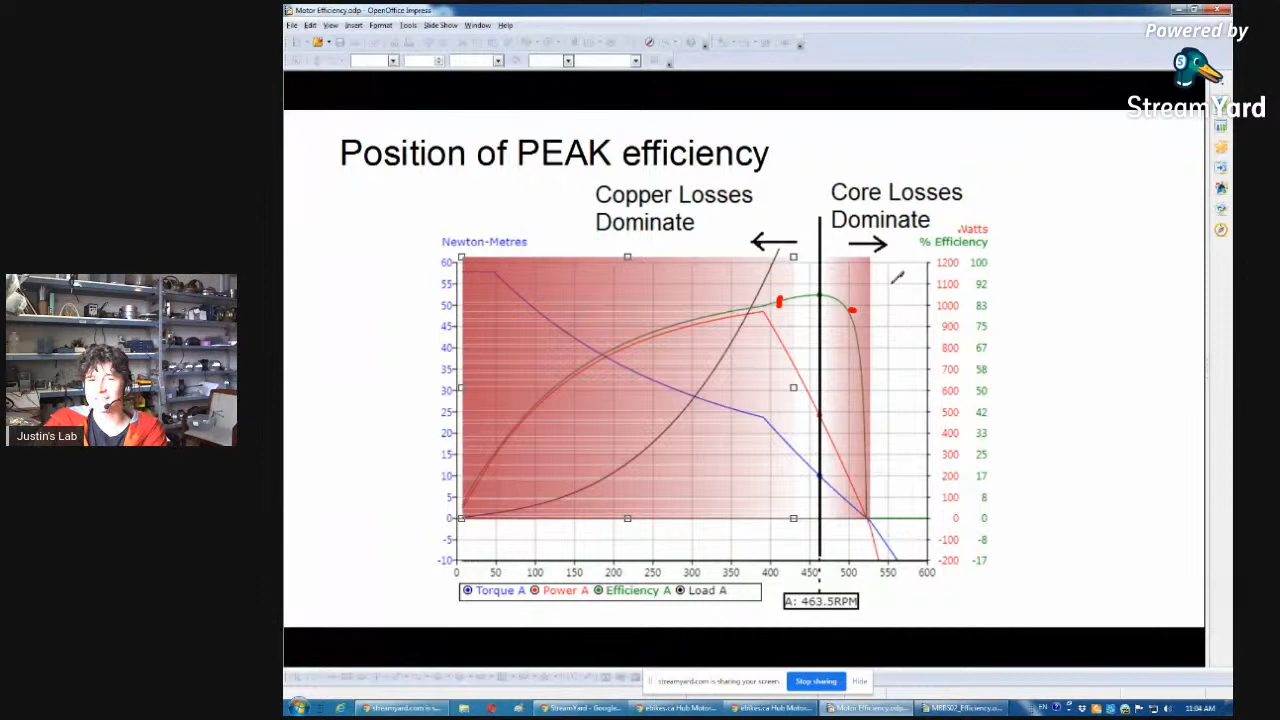 Motor Efficiency.odp - OpenOffice Impress
File Edit View Insert Format Tools Slide Show Window Help
Powered by
StreamYard
Position of PEAK efficiency
Copper Losses
Dominate
Core Losses
Dominate
Newton-Metres
Watts
% Efficiency
60 1200 100
55 1100 92
50 1000 83
45 900 75
40 800 67
35 700 58
30 600 50
25 500 42
20 400 33
15 300 25
10 200 17
5 100 8
0 0 0
-5 -100 -8
-10 -200 -17
0 50 100 150 200 250 300 350 400 450 500 550 600
Torque A Power A Efficiency A Load A
A: 463.5RPM
Justin's Lab
streamyard.com is sharing your screen. Stop sharing Hide
streamyard.com is s... StreamYard - Google... ebikes.ca Hub Motor... ebikes.ca Hub Motor... Motor Efficiency.odp... MBBS02_Efficiency.o...
EN 11:04 AM